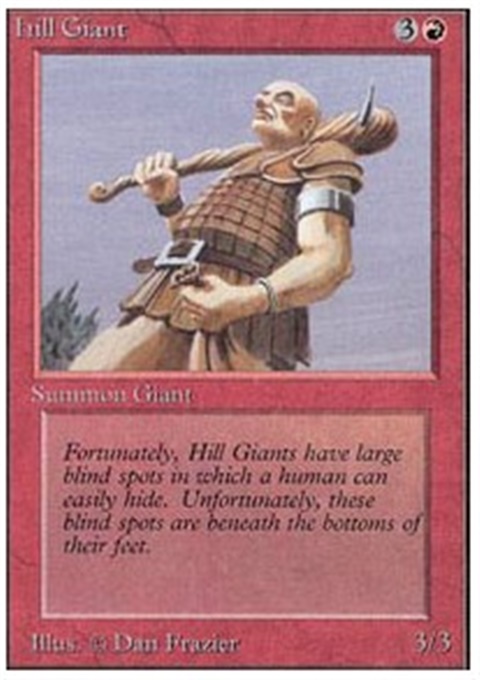 Hill Giant 3
Summon Giant
Fortunately, Hill Giants have large
blind spots in which a human can
easily hide. Unfortunately, these
blind spots are beneath the bottoms of
their feet.
Illus. © Dan Frazier 3/3